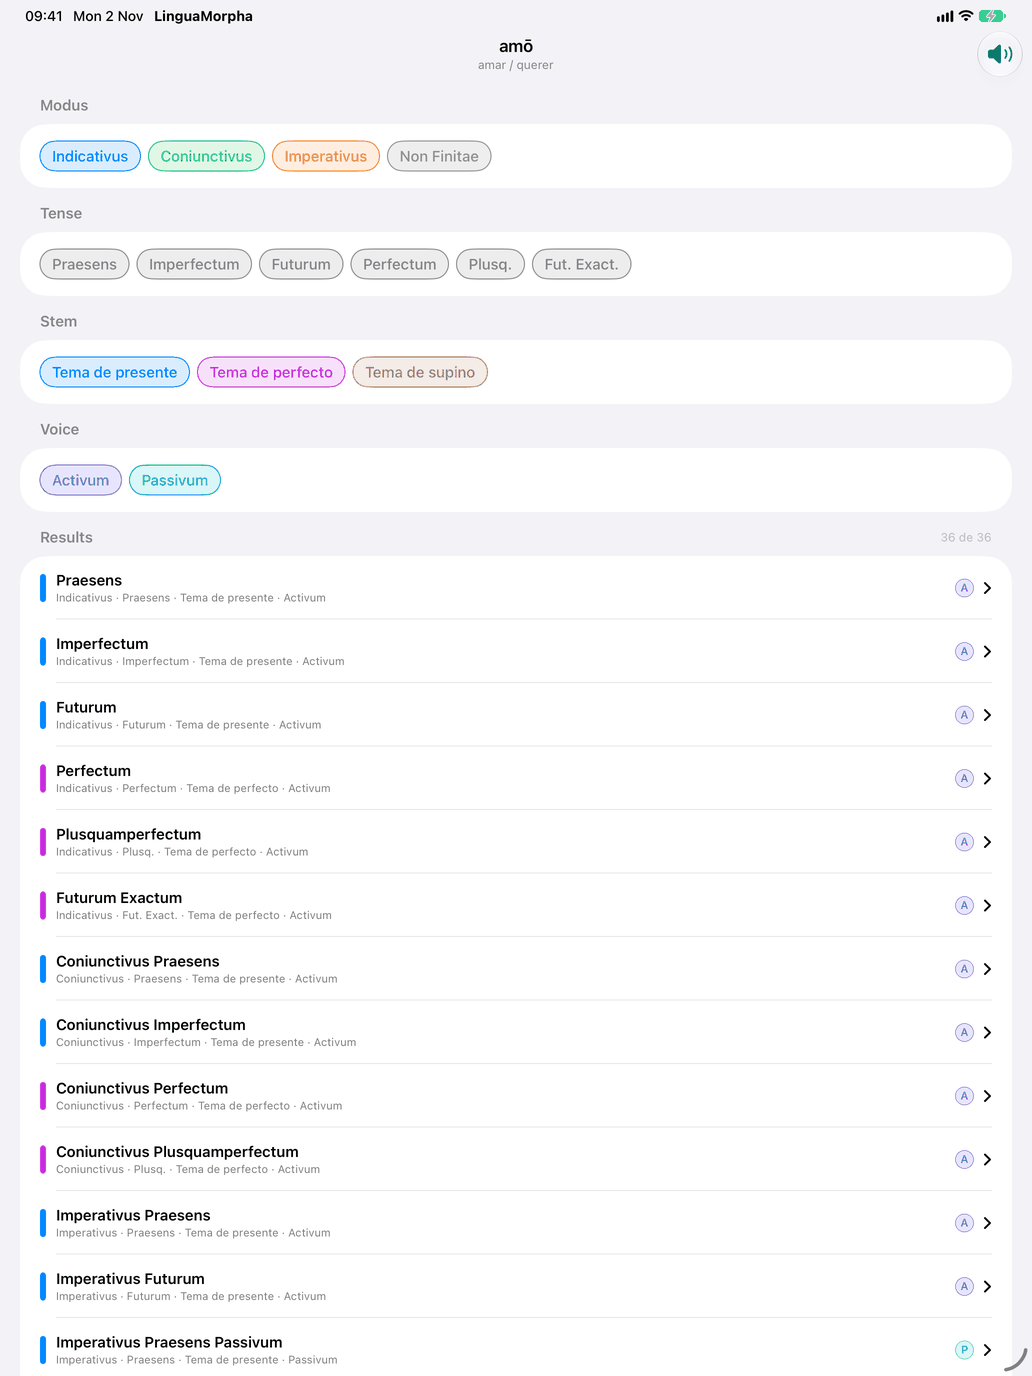 09:41 Mon 2 Nov LinguaMorpha
amō
amar / querer
Modus
Indicativus Coniunctivus Imperativus Non Finitae
Tense
Praesens Imperfectum Futurum Perfectum Plusq. Fut. Exact.
Stem
Tema de presente Tema de perfecto Tema de supino
Voice
Activum Passivum
Results 36 de 36
Praesens
Indicativus · Praesens · Tema de presente · Activum
A
Imperfectum
Indicativus · Imperfectum · Tema de presente · Activum
A
Futurum
Indicativus · Futurum · Tema de presente · Activum
A
Perfectum
Indicativus · Perfectum · Tema de perfecto · Activum
A
Plusquamperfectum
Indicativus · Plusq. · Tema de perfecto · Activum
A
Futurum Exactum
Indicativus · Fut. Exact. · Tema de perfecto · Activum
A
Coniunctivus Praesens
Coniunctivus · Praesens · Tema de presente · Activum
A
Coniunctivus Imperfectum
Coniunctivus · Imperfectum · Tema de presente · Activum
A
Coniunctivus Perfectum
Coniunctivus · Perfectum · Tema de perfecto · Activum
A
Coniunctivus Plusquamperfectum
Coniunctivus · Plusq. · Tema de perfecto · Activum
A
Imperativus Praesens
Imperativus · Praesens · Tema de presente · Activum
A
Imperativus Futurum
Imperativus · Futurum · Tema de presente · Activum
A
Imperativus Praesens Passivum
Imperativus · Praesens · Tema de presente · Passivum
P